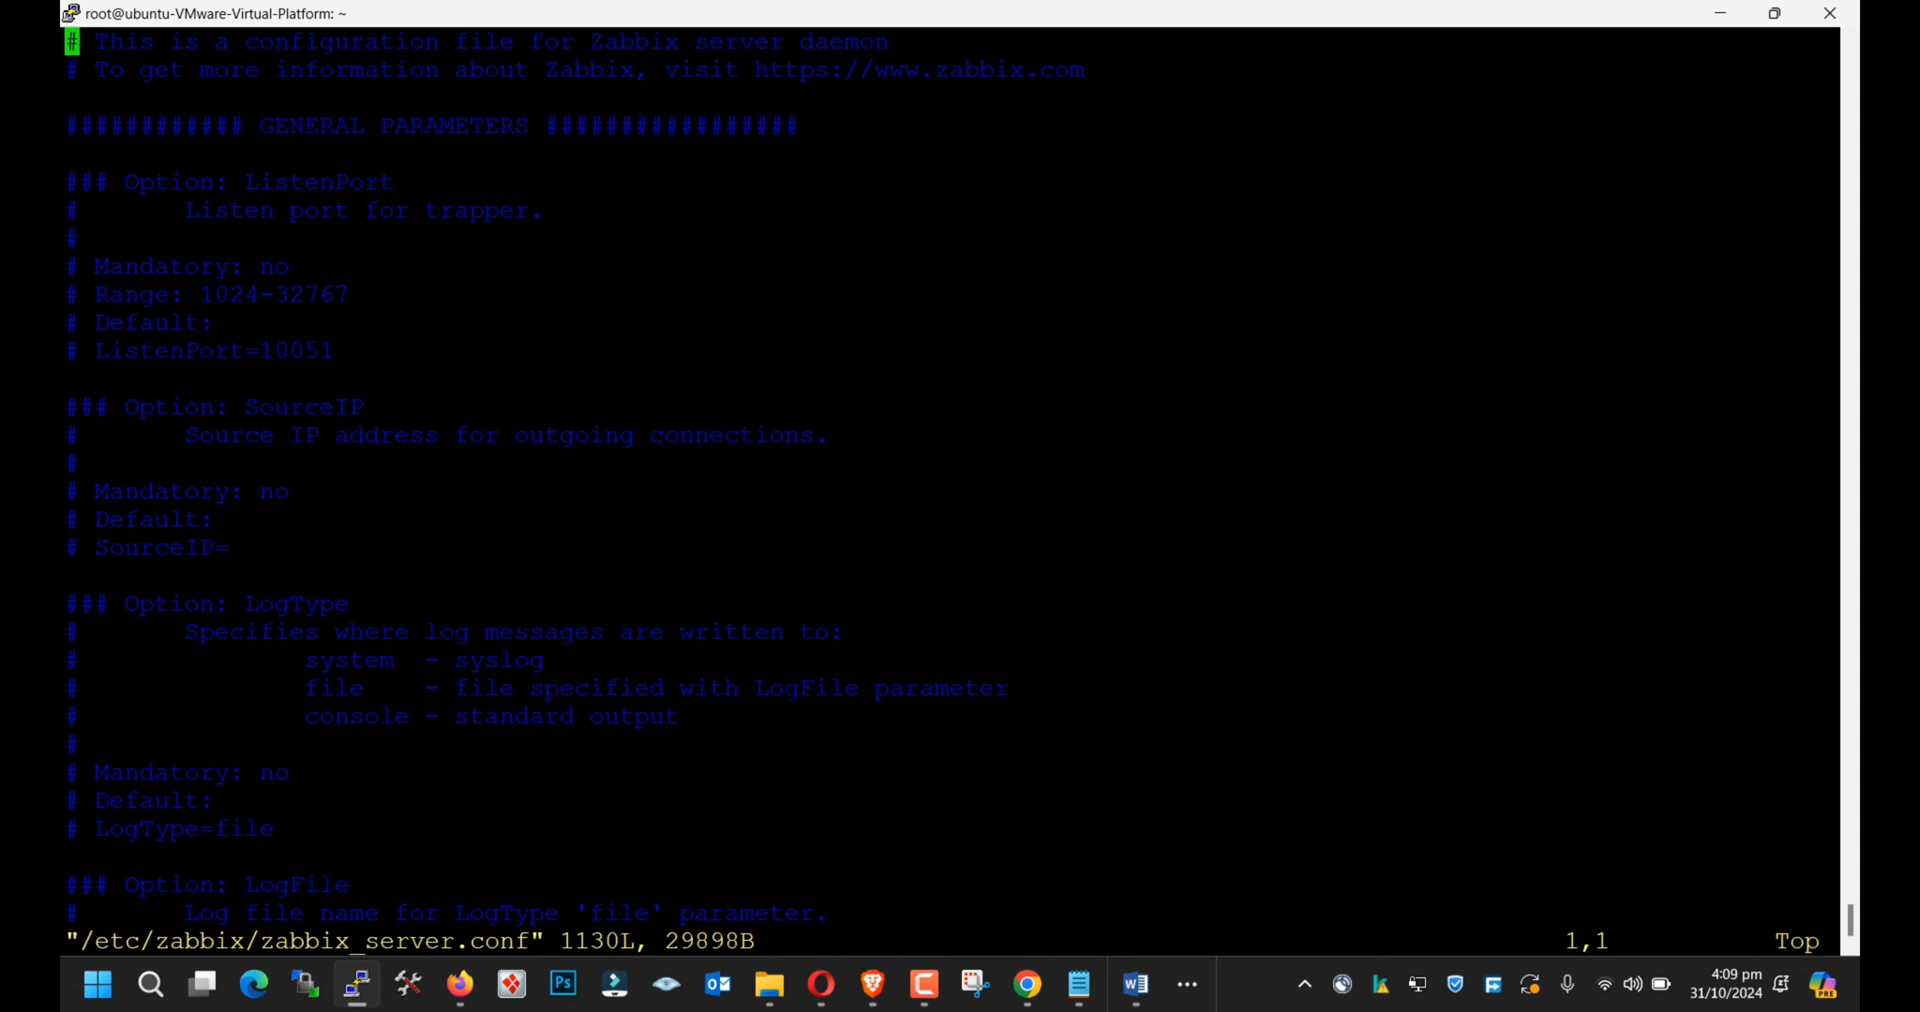 root@ubuntu-VMware-Virtual-Platform: ~
# This is a configuration file for Zabbix server daemon
# To get more information about Zabbix, visit https://www.zabbix.com
############ GENERAL PARAMETERS #################
### Option: ListenPort
#       Listen port for trapper.
#
# Mandatory: no
# Range: 1024-32767
# Default:
# ListenPort=10051
### Option: SourceIP
#       Source IP address for outgoing connections.
#
# Mandatory: no
# Default:
# SourceIP=
### Option: LogType
#       Specifies where log messages are written to:
#               system  - syslog
#               file    - file specified with LogFile parameter
#               console - standard output
#
# Mandatory: no
# Default:
# LogType=file
### Option: LogFile
#       Log file name for LogType 'file' parameter.
"/etc/zabbix/zabbix_server.conf" 1130L, 29898B 1,1 Top
Ps
W
4:09 pm
31/10/2024
PRE